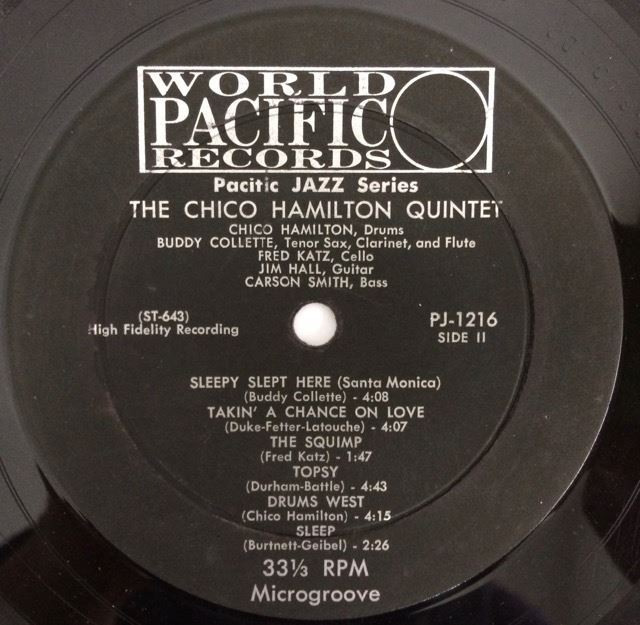 WORLD
PACIFIC
RECORDS
Pacific JAZZ Series
THE CHICO HAMILTON QUINTET
CHICO HAMILTON, Drums
BUDDY COLLETTE, Tenor Sax, Clarinet, and Flute
FRED KATZ, Cello
JIM HALL, Guitar
CARSON SMITH, Bass
(ST-643)
High Fidelity Recording
PJ-1216
SIDE II
SLEEPY SLEPT HERE (Santa Monica)
(Buddy Collette) - 4:08
TAKIN' A CHANCE ON LOVE
(Duke-Fetter-Latouche) - 4:07
THE SQUIMP
(Fred Katz) - 1:47
TOPSY
(Durham-Battle) - 4:43
DRUMS WEST
(Chico Hamilton) - 4:15
SLEEP
(Burtnett-Geibel) - 2:26
33⅓ RPM
Microgroove